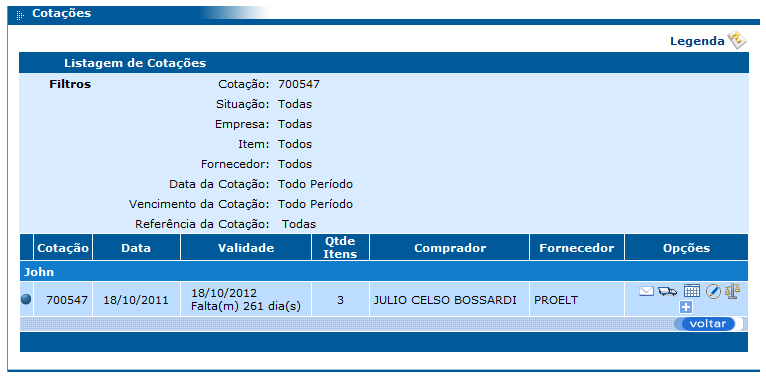 Cotações
Legenda
Listagem de Cotações
Filtros Cotação: 700547
Situação: Todas
Empresa: Todas
Item: Todos
Fornecedor: Todos
Data da Cotação: Todo Período
Vencimento da Cotação: Todo Período
Referência da Cotação: Todas
Cotação Data Validade Qtde Itens Comprador Fornecedor Opções
John
700547 18/10/2011 18/10/2012 3 JULIO CELSO BOSSARDI PROELT
Falta(m) 261 dia(s)
voltar